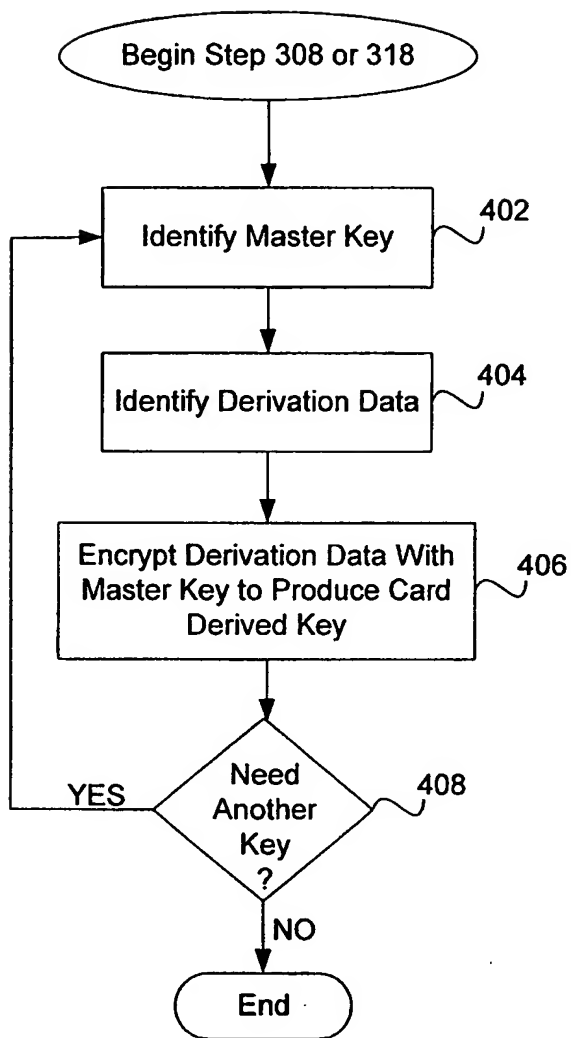 Begin Step 308 or 318
Identify Master Key
402
Identify Derivation Data
404
Encrypt Derivation Data With
Master Key to Produce Card
Derived Key
406
Need
Another
Key
?
408
YES
NO
End